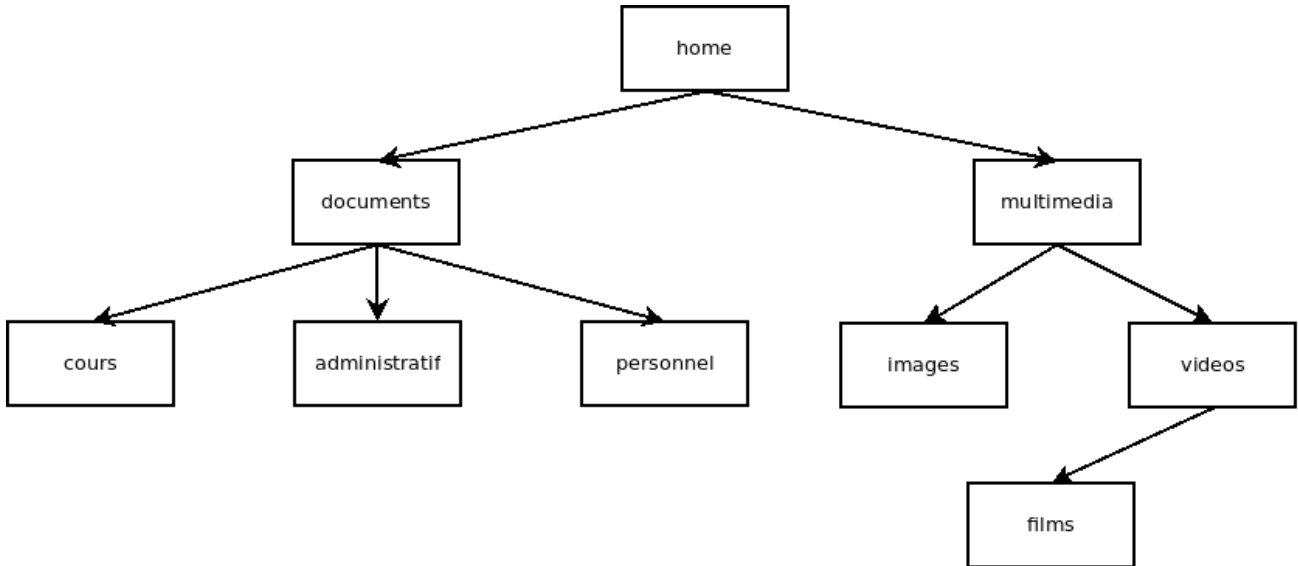 home
documents
multimedia
cours
administratif
personnel
images
videos
films